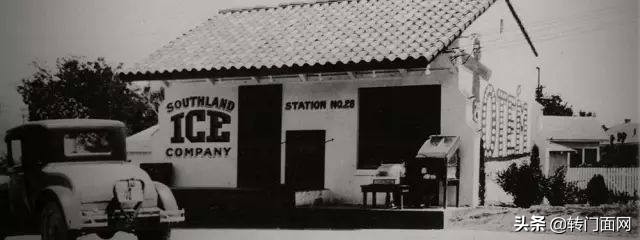 SOUTHLAND
ICE
COMPANY
STATION NO.28
头条 @转门面网